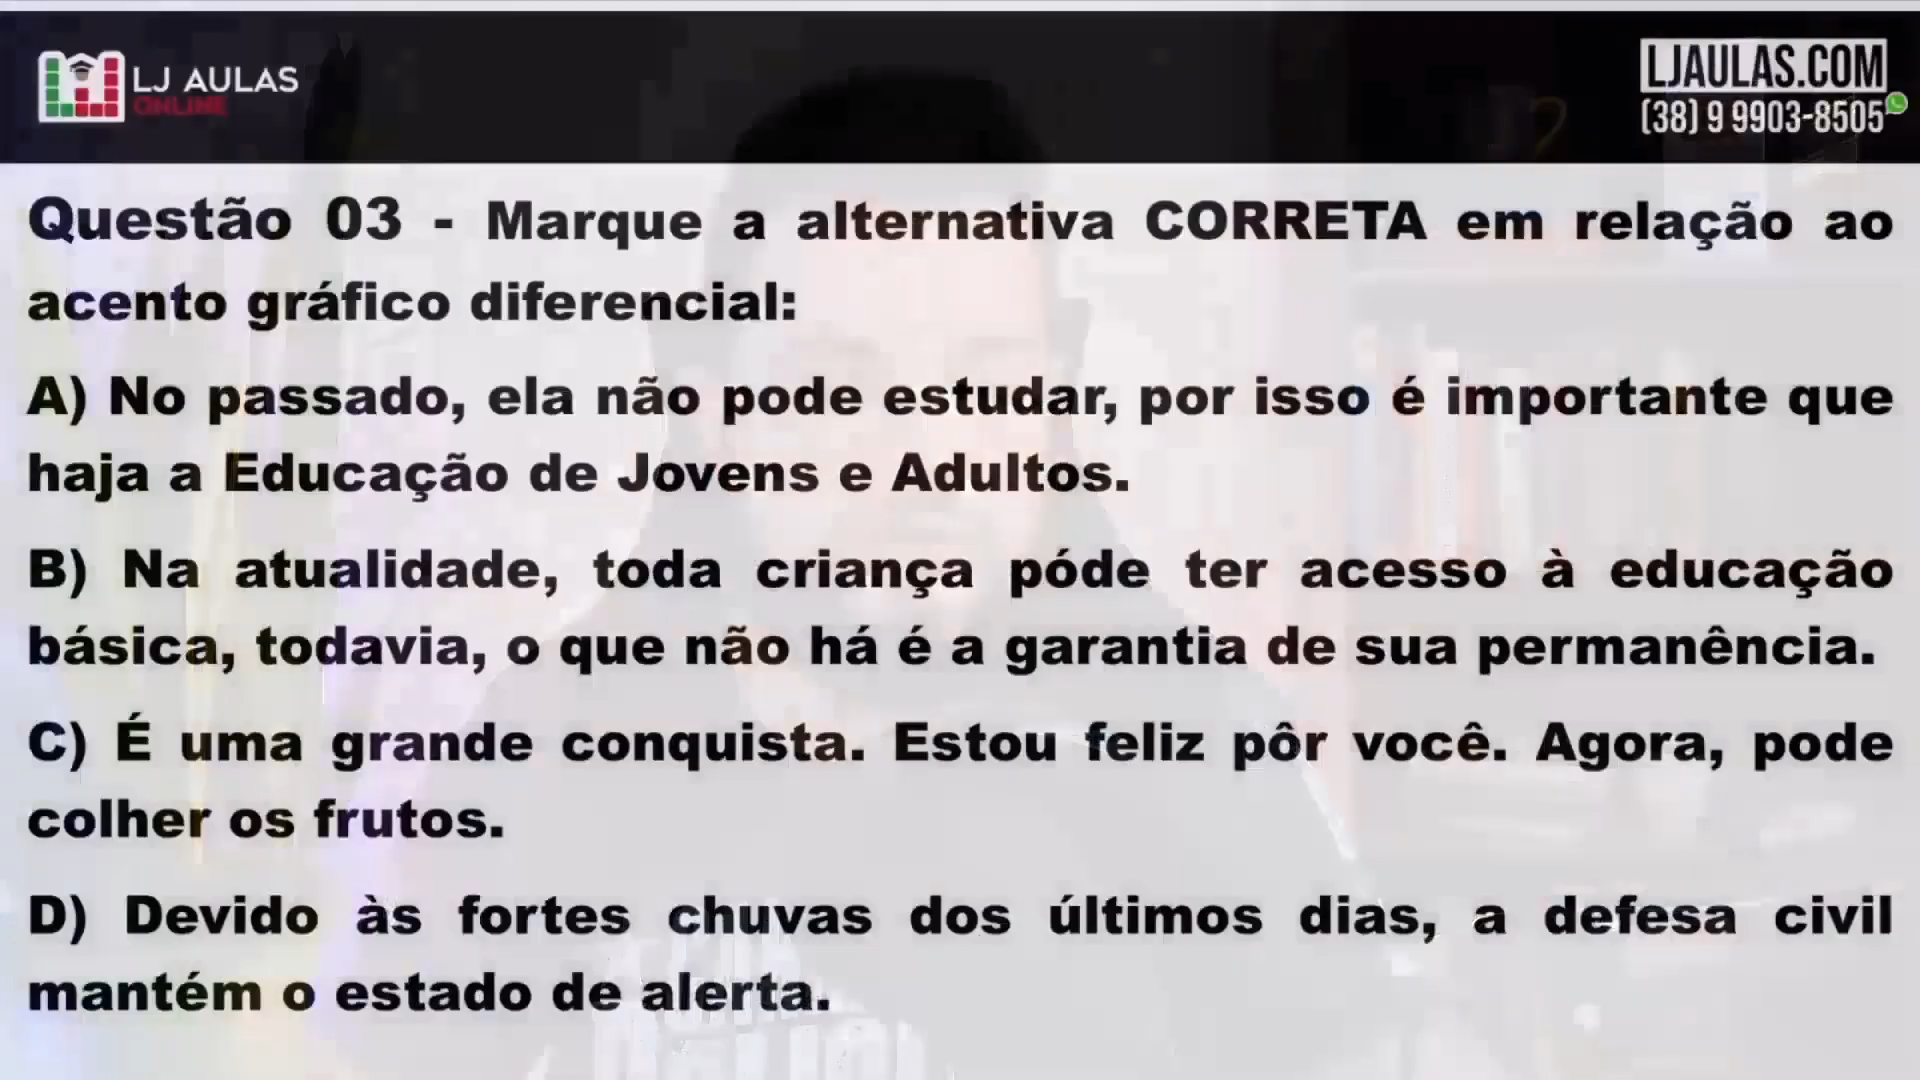 LJ AULAS
ONLINE
LJAULAS.COM
(38) 9 9903-8505
Questão 03 - Marque a alternativa CORRETA em relação ao
acento gráfico diferencial:
A) No passado, ela não pode estudar, por isso é importante que
haja a Educação de Jovens e Adultos.
B) Na atualidade, toda criança póde ter acesso à educação
básica, todavia, o que não há é a garantia de sua permanência.
C) É uma grande conquista. Estou feliz pôr você. Agora, pode
colher os frutos.
D) Devido às fortes chuvas dos últimos dias, a defesa civil
mantém o estado de alerta.